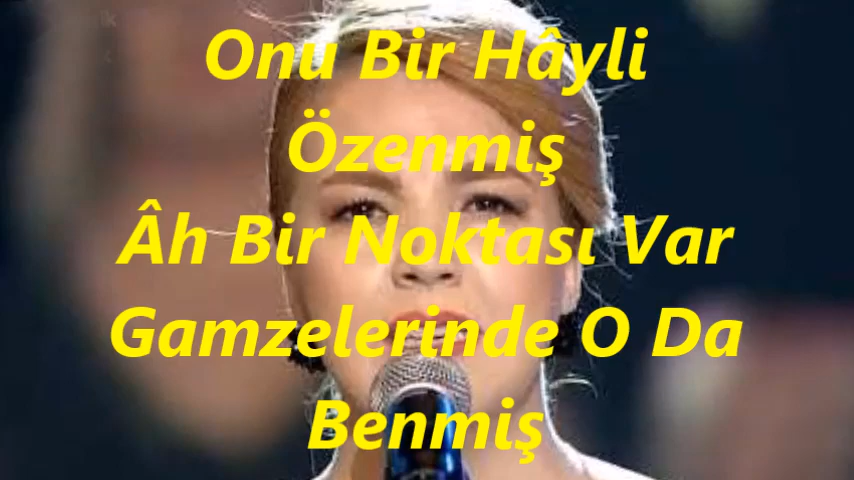 Onu Bir Hâyli
Özenmiş
Âh Bir Noktası Var
Gamzelerinde O Da
Benmiş